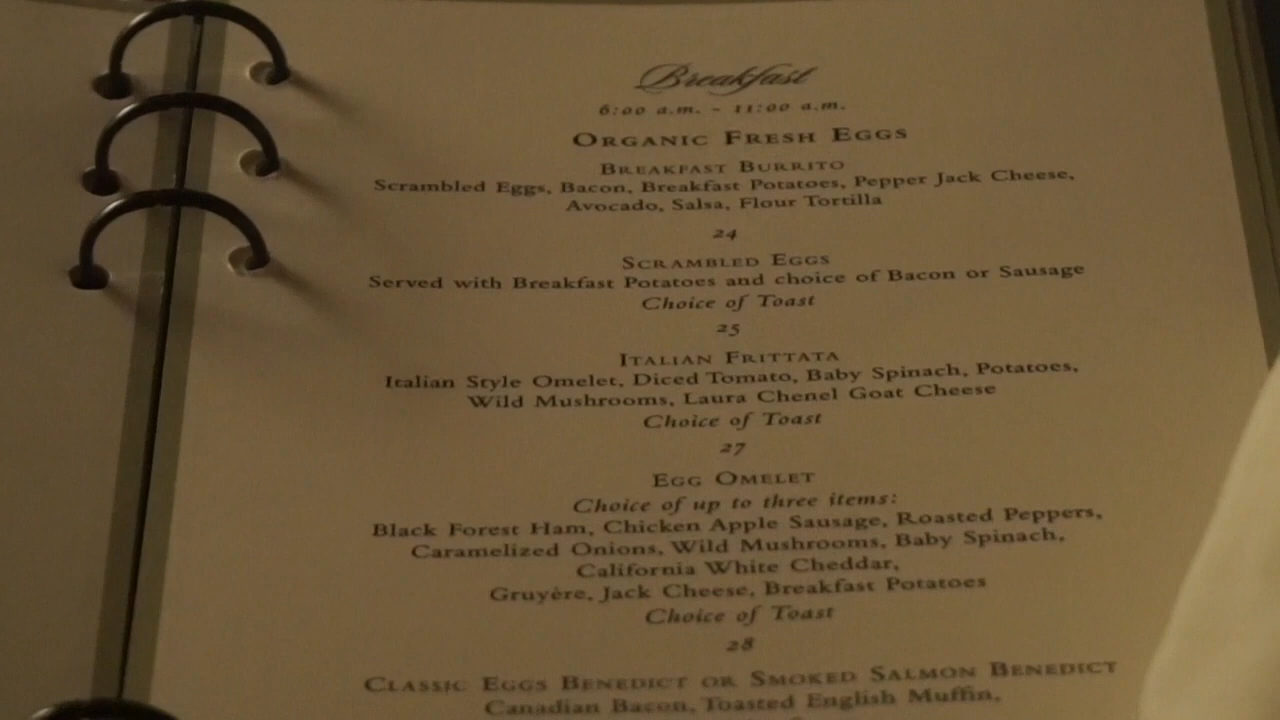 Breakfast
6:00 a.m. - 11:00 a.m.
ORGANIC FRESH EGGS
BREAKFAST BURRITO
Scrambled Eggs, Bacon, Breakfast Potatoes, Pepper Jack Cheese,
Avocado, Salsa, Flour Tortilla
24
SCRAMBLED EGGS
Served with Breakfast Potatoes and choice of Bacon or Sausage
Choice of Toast
25
ITALIAN FRITTATA
Italian Style Omelet, Diced Tomato, Baby Spinach, Potatoes,
Wild Mushrooms, Laura Chenel Goat Cheese
Choice of Toast
27
EGG OMELET
Choice of up to three items:
Black Forest Ham, Chicken Apple Sausage, Roasted Peppers,
Caramelized Onions, Wild Mushrooms, Baby Spinach,
California White Cheddar,
Gruyère, Jack Cheese, Breakfast Potatoes
Choice of Toast
28
CLASSIC EGGS BENEDICT OR SMOKED SALMON BENEDICT
Canadian Bacon, Toasted English Muffin,